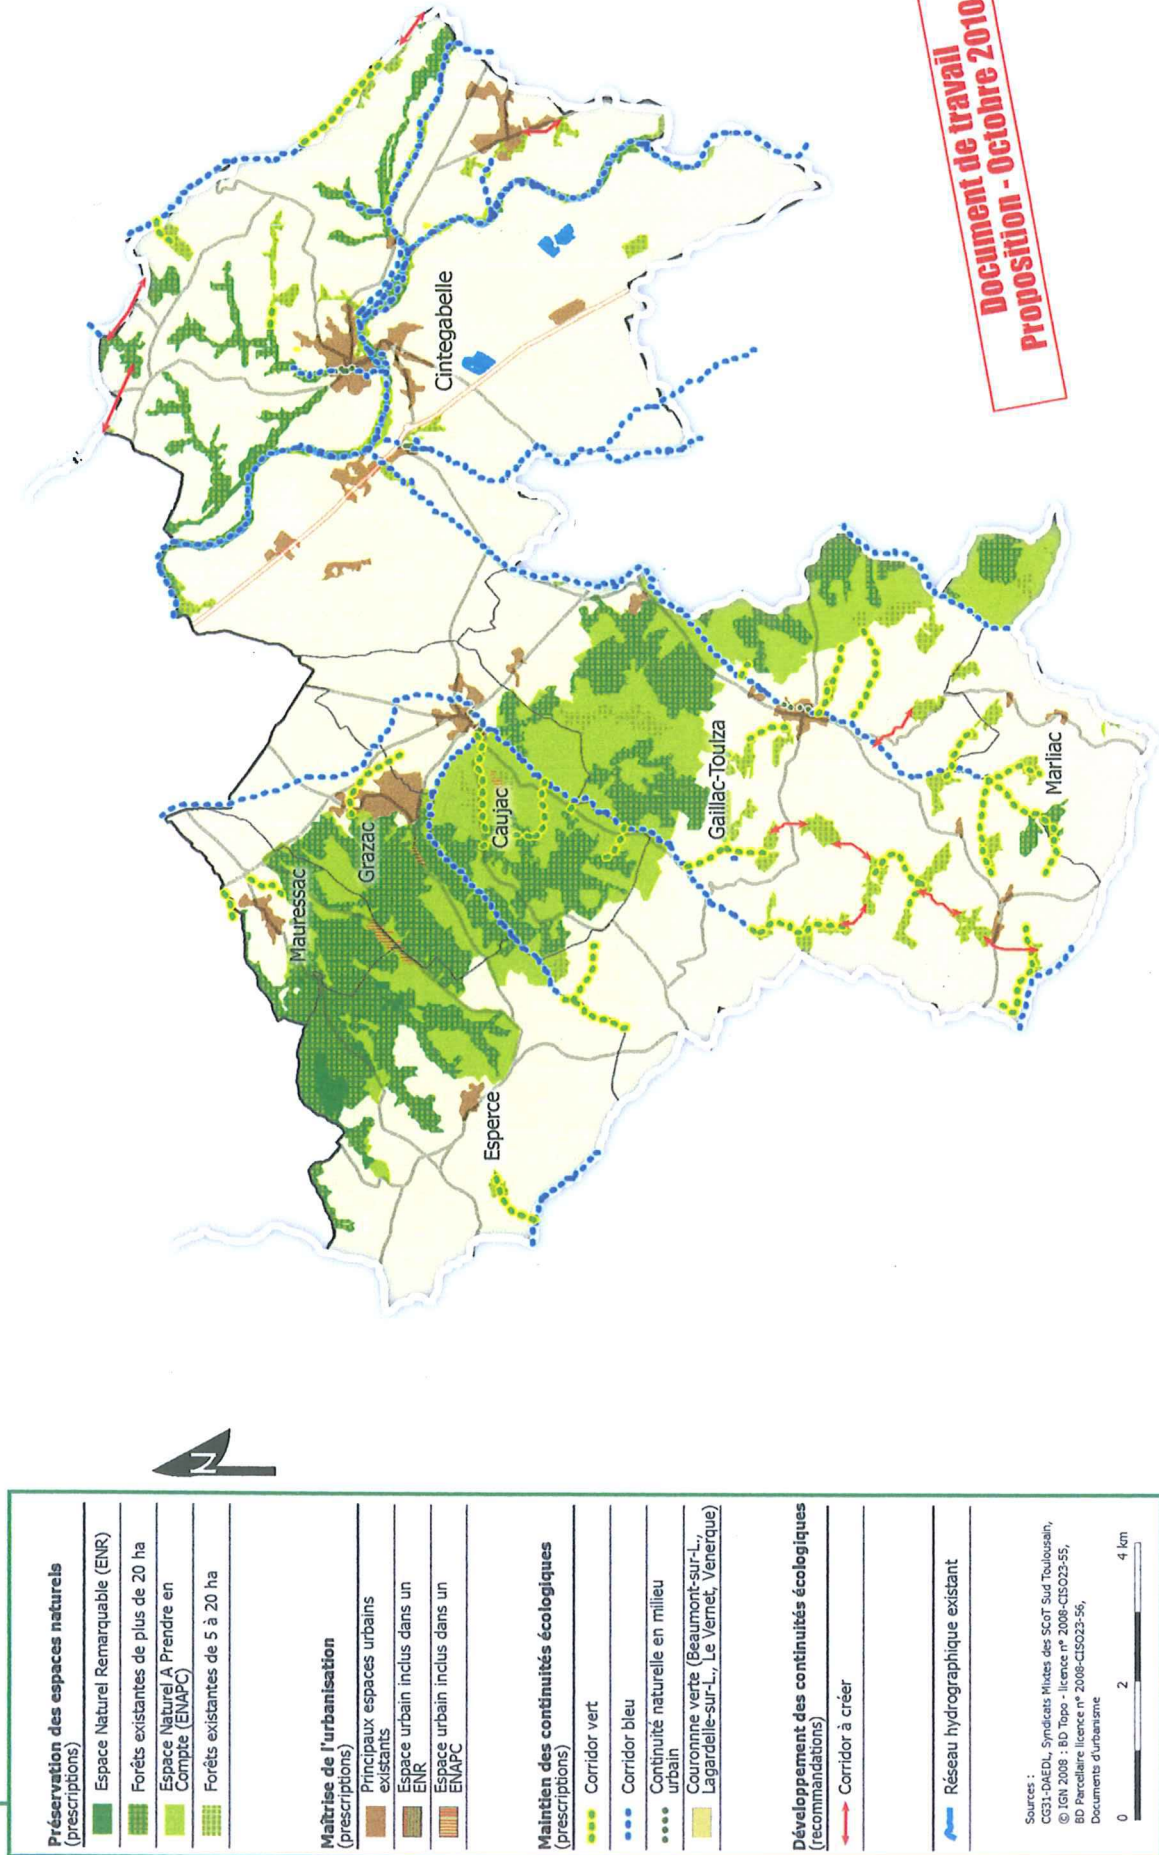 Préservation des espaces naturels
(prescriptions)
Espace Naturel Remarquable (ENR)
Forêts existantes de plus de 20 ha
Espace Naturel A Prendre en
Compte (ENAPC)
Forêts existantes de 5 à 20 ha
Maîtrise de l'urbanisation
(prescriptions)
Principaux espaces urbains
existants
Espace urbain inclus dans un
ENR
Espace urbain inclus dans un
ENAPC
Maintien des continuités écologiques
(prescriptions)
Corridor vert
Corridor bleu
Continuité naturelle en milieu
urbain
Couronne verte (Beaumont-sur-L.,
Lagardelle-sur-L., Le Vernet, Venerque)
Développement des continuités écologiques
(recommandations)
Corridor à créer
Réseau hydrographique existant
Sources :
CG31-DAEDL, Syndicats Mixtes des SCoT Sud Toulousain,
© IGN 2008 : BD Topo - licence n° 2008-CISO23-55,
BD Parcellaire licence n° 2008-CISO23-56,
Documents d'urbanisme
0 2 4 km
N
Esperce
Mauressac
Grazac
Caujac
Gaillac-Toulza
Marliac
Cintegabelle
Document de travail
Proposition - Octobre 2010